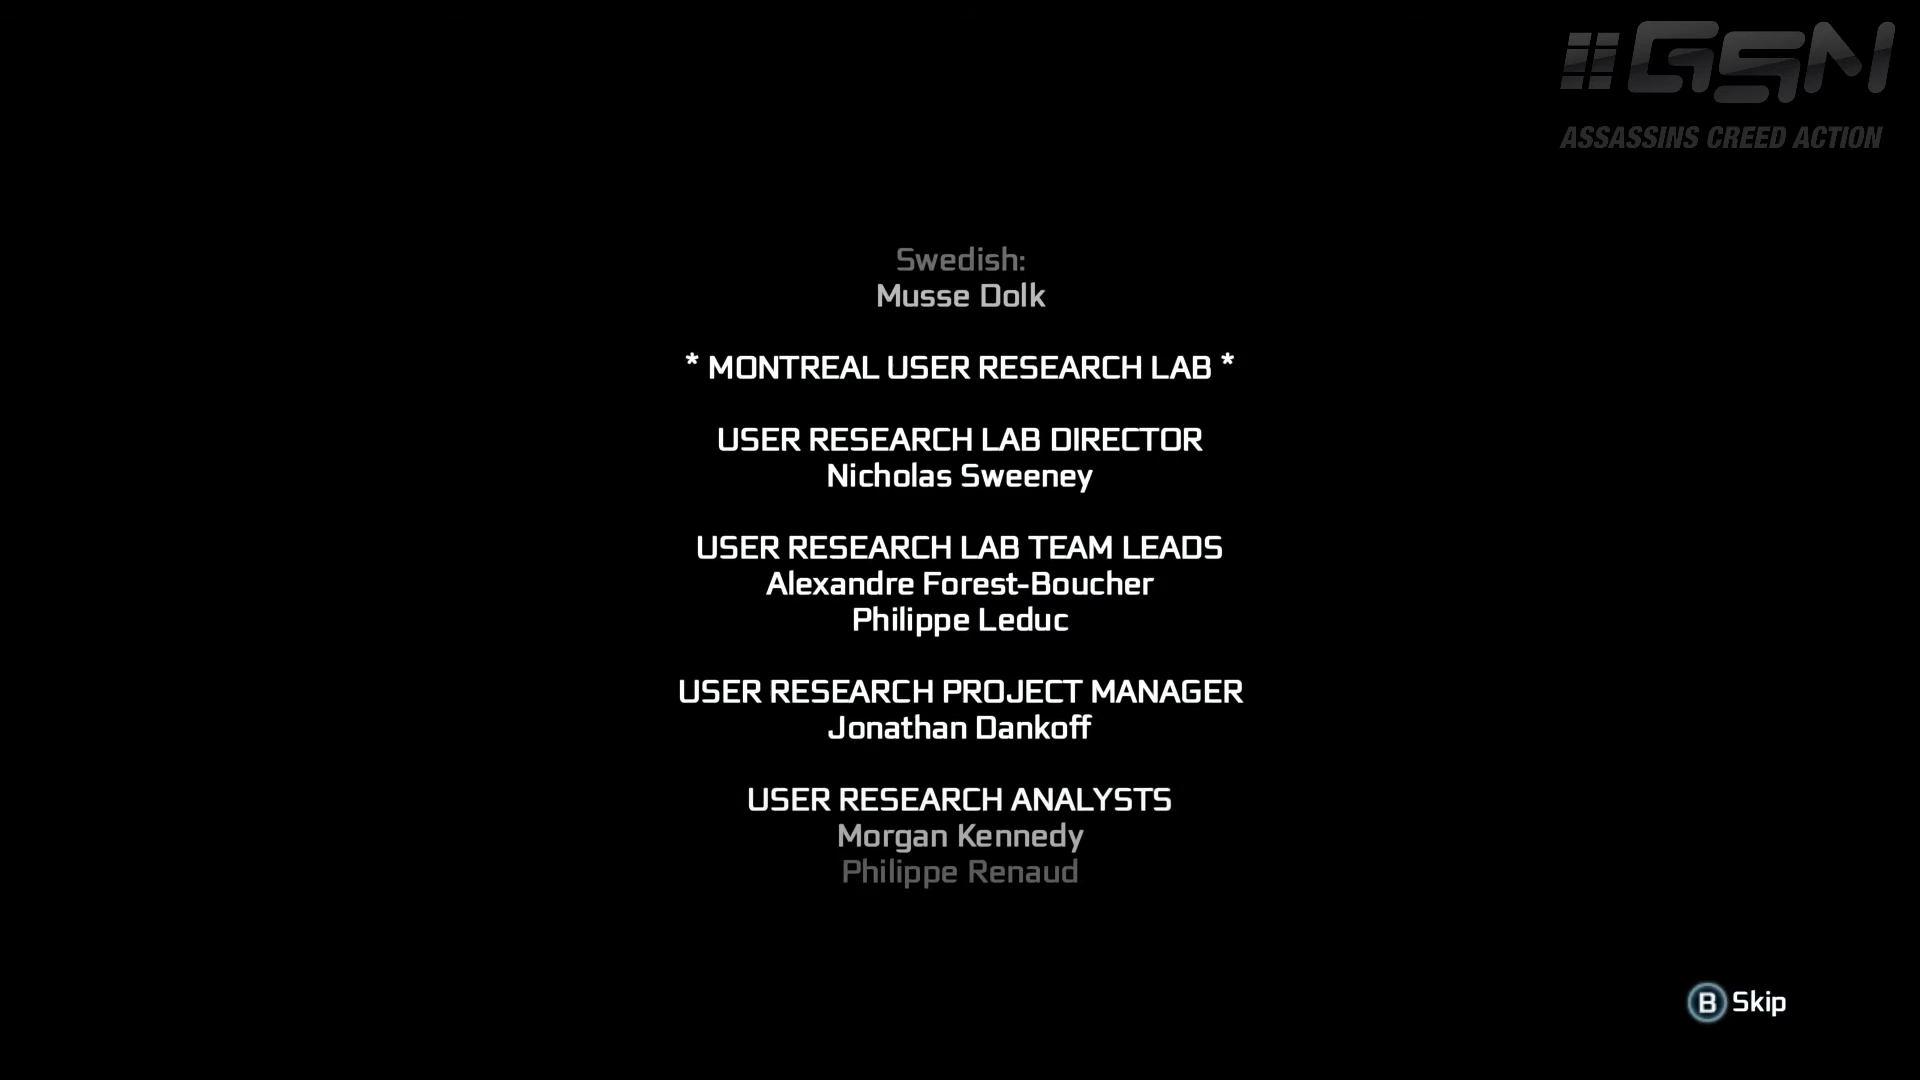 GSN
ASSASSINS CREED ACTION
Swedish:
Musse Dolk
* MONTREAL USER RESEARCH LAB *
USER RESEARCH LAB DIRECTOR
Nicholas Sweeney
USER RESEARCH LAB TEAM LEADS
Alexandre Forest-Boucher
Philippe Leduc
USER RESEARCH PROJECT MANAGER
Jonathan Dankoff
USER RESEARCH ANALYSTS
Morgan Kennedy
Philippe Renaud
B Skip